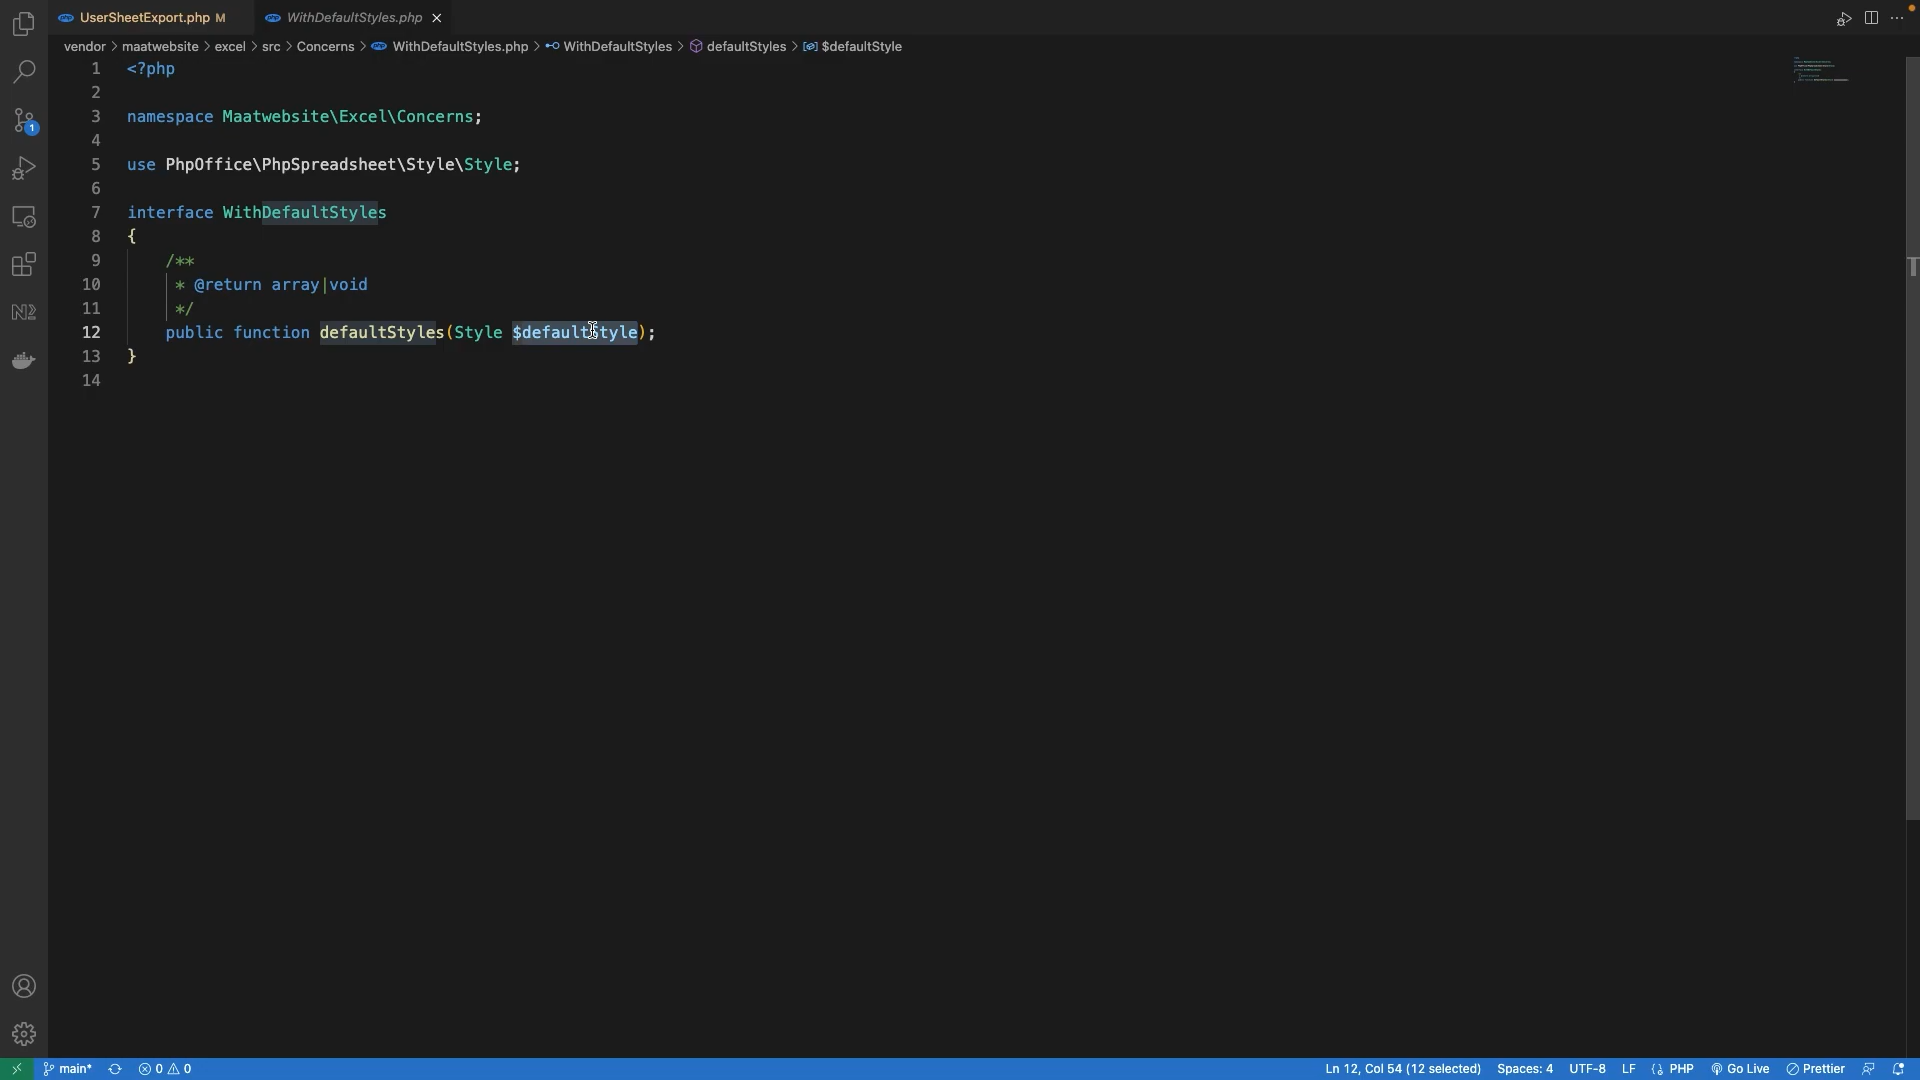 UserSheetExport.php M
WithDefaultStyles.php
vendor > maatwebsite > excel > src > Concerns > WithDefaultStyles.php > WithDefaultStyles > defaultStyles > $defaultStyle
1 <?php
2
3 namespace Maatwebsite\Excel\Concerns;
4
5 use PhpOffice\PhpSpreadsheet\Style\Style;
6
7 interface WithDefaultStyles
8 {
9 /**
10 * @return array|void
11 */
12 public function defaultStyles(Style $defaultStyle);
13 }
14
1
main* 0 0 Ln 12, Col 54 (12 selected) Spaces: 4 UTF-8 LF PHP Go Live Prettier